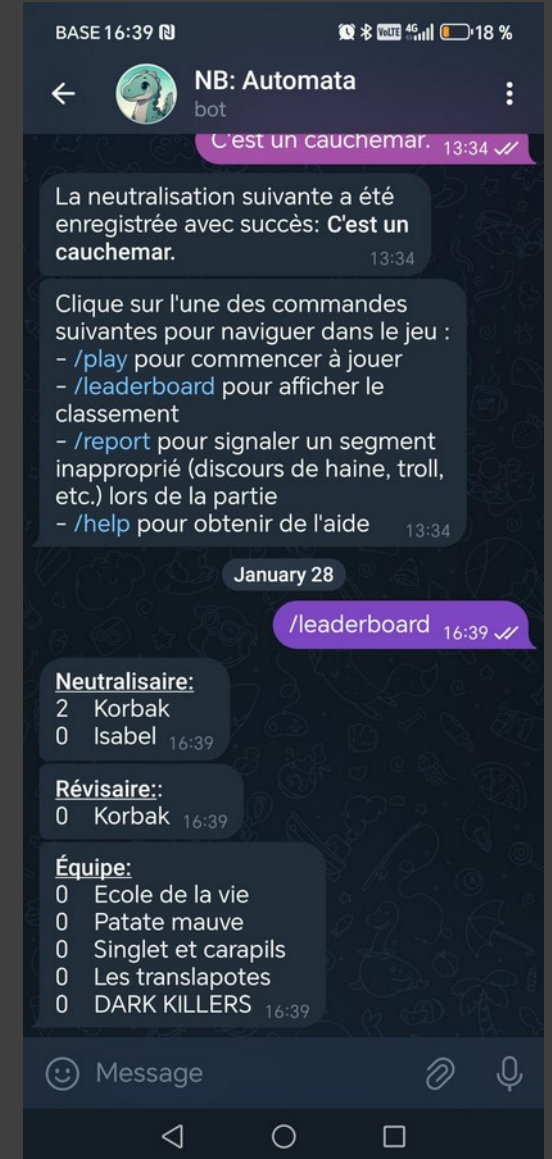 BASE 16:39 VoLTE 4G 18 %
NB: Automata
bot
C'est un cauchemar. 13:34
La neutralisation suivante a été
enregistrée avec succès: C'est un
cauchemar. 13:34
Clique sur l'une des commandes
suivantes pour naviguer dans le jeu :
- /play pour commencer à jouer
- /leaderboard pour afficher le
classement
- /report pour signaler un segment
inapproprié (discours de haine, troll,
etc.) lors de la partie
- /help pour obtenir de l'aide 13:34
January 28
/leaderboard 16:39
Neutralisaire:
2 Korbak
0 Isabel 16:39
Révisaire::
0 Korbak 16:39
Équipe:
0 Ecole de la vie
0 Patate mauve
0 Singlet et carapils
0 Les translapotes
0 DARK KILLERS 16:39
Message